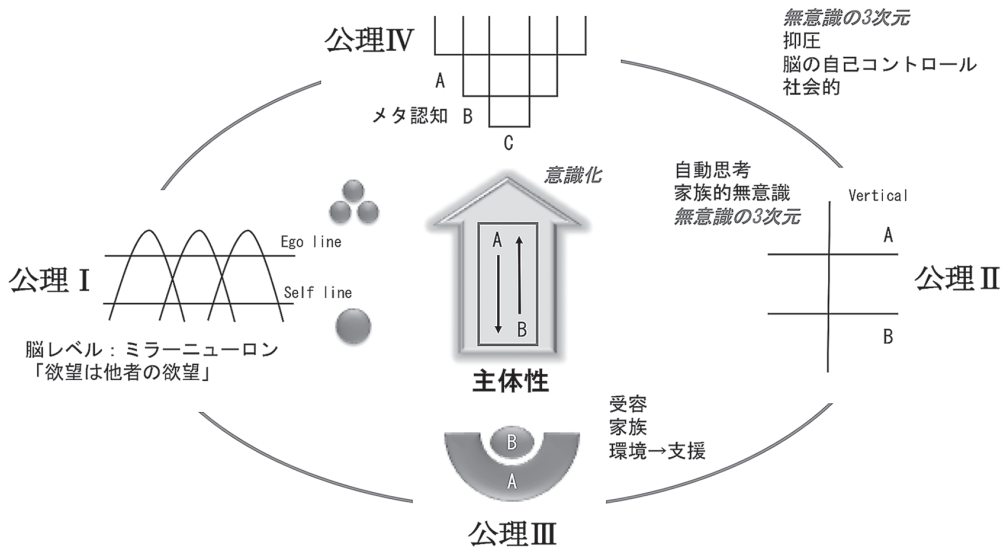 公理Ⅳ
A
メタ認知 B
C
無意識の3次元
抑圧
脳の自己コントロール
社会的
意識化
自動思考
家族的無意識
無意識の3次元
Vertical
A
B
公理Ⅱ
Ego line
Self line
公理Ⅰ
脳レベル：ミラーニューロン
「欲望は他者の欲望」
A
B
主体性
受容
家族
環境→支援
B
A
公理Ⅲ